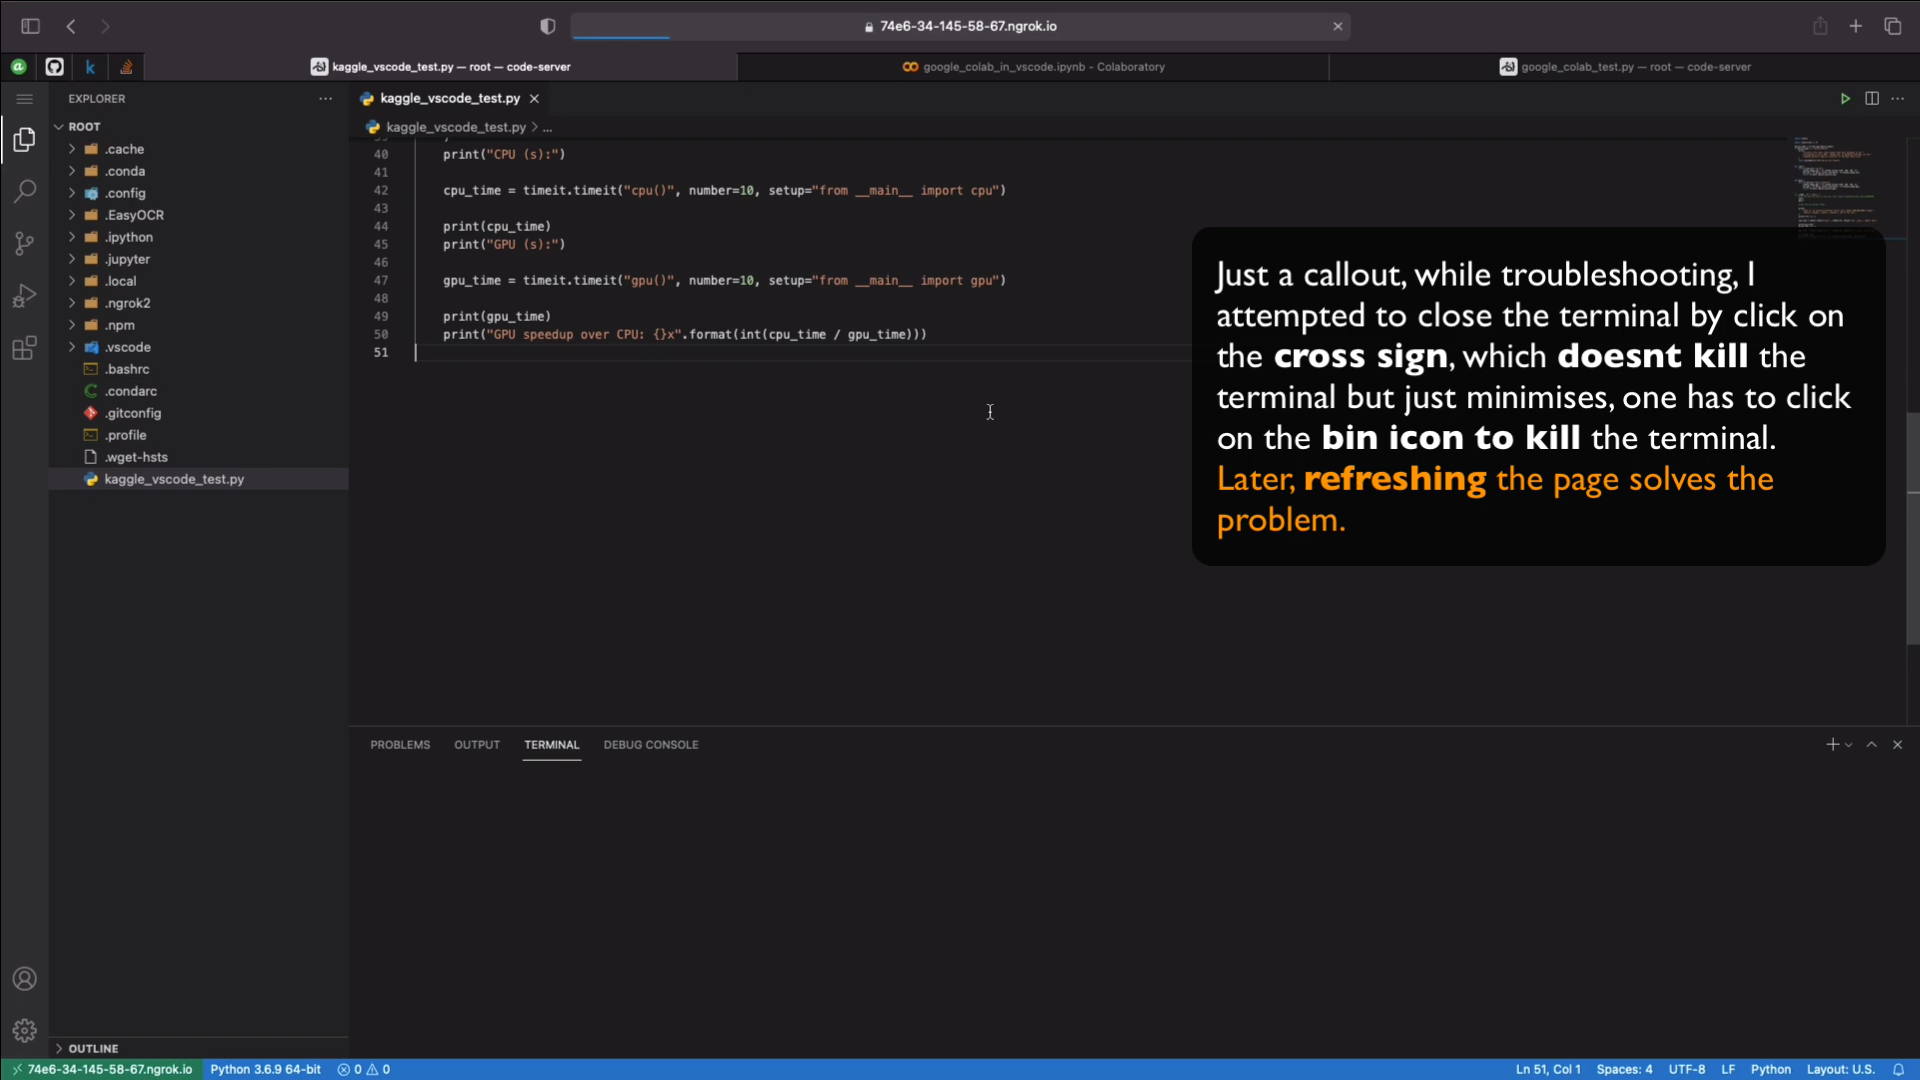 74e6-34-145-58-67.ngrok.io
kaggle_vscode_test.py — root — code-server
google_colab_in_vscode.ipynb - Colaboratory
google_colab_test.py — root — code-server
EXPLORER
kaggle_vscode_test.py
ROOT
kaggle_vscode_test.py > ...
.cache
.conda
.config
.EasyOCR
.ipython
.jupyter
.local
.ngrok2
.npm
.vscode
.bashrc
.condarc
.gitconfig
.profile
.wget-hsts
kaggle_vscode_test.py
40 print("CPU (s):")
41
42 cpu_time = timeit.timeit("cpu()", number=10, setup="from __main__ import cpu")
43
44 print(cpu_time)
45 print("GPU (s):")
46
47 gpu_time = timeit.timeit("gpu()", number=10, setup="from __main__ import gpu")
48
49 print(gpu_time)
50 print("GPU speedup over CPU: {}x".format(int(cpu_time / gpu_time)))
51
Just a callout, while troubleshooting, I
attempted to close the terminal by click on
the cross sign, which doesnt kill the
terminal but just minimises, one has to click
on the bin icon to kill the terminal.
Later, refreshing the page solves the
problem.
PROBLEMS OUTPUT TERMINAL DEBUG CONSOLE
OUTLINE
74e6-34-145-58-67.ngrok.io Python 3.6.9 64-bit 0 0 Ln 51, Col 1 Spaces: 4 UTF-8 LF Python Layout: U.S.